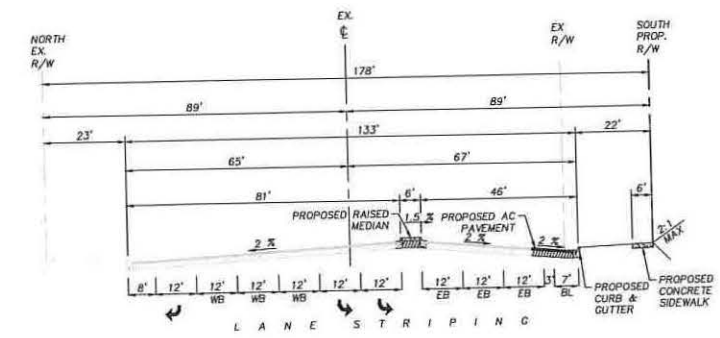 NORTH
EX.
R/W
EX.
℄
EX
R/W
SOUTH
PROP.
R/W
178'
89' 89'
23' 133' 22'
65' 67'
81' 6' 46' 6'
PROPOSED RAISED
MEDIAN
1.5 %
PROPOSED AC
PAVEMENT
2 % 2 % 2 %
2:1
MAX
8' 12' 12' 12' 12' 12' 12' 12' 12' 12' 3' 7'
WB WB WB EB EB EB BL
PROPOSED
CURB &
GUTTER
PROPOSED
CONCRETE
SIDEWALK
LANE STRIPING